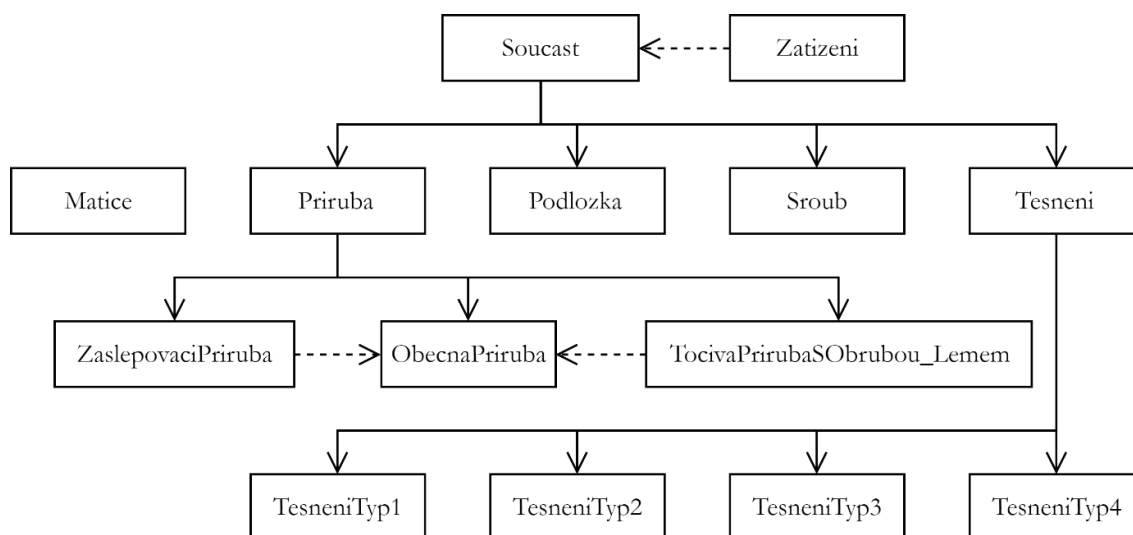 Soucast
Zatizeni
Matice
Priruba
Podlozka
Sroub
Tesneni
ZaslepovaciPriruba
ObecnaPriruba
TocivaPrirubaSObrubou_Lemem
TesneniTyp1
TesneniTyp2
TesneniTyp3
TesneniTyp4